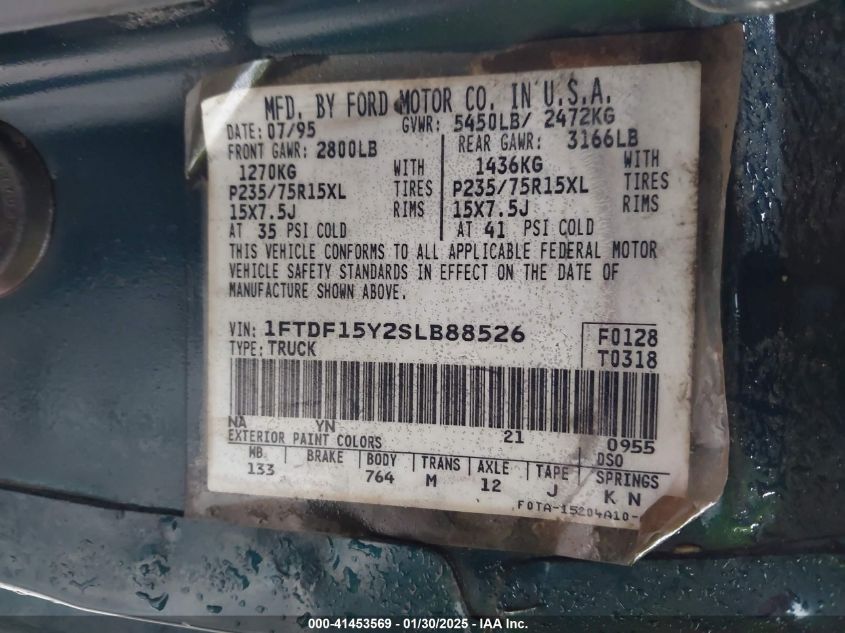 MFD. BY FORD MOTOR CO. IN U.S.A.
DATE: 07/95 GVWR: 5450LB/ 2472KG
FRONT GAWR: 2800LB REAR GAWR: 3166LB
1270KG WITH 1436KG WITH
P235/75R15XL TIRES P235/75R15XL TIRES
15X7.5J RIMS 15X7.5J RIMS
AT 35 PSI COLD AT 41 PSI COLD
THIS VEHICLE CONFORMS TO ALL APPLICABLE FEDERAL MOTOR
VEHICLE SAFETY STANDARDS IN EFFECT ON THE DATE OF
MANUFACTURE SHOWN ABOVE.
VIN: 1FTDF15Y2SLB88526 F0128
TYPE: TRUCK T0318
NA YN 21 0955
EXTERIOR PAINT COLORS DSO
WB BRAKE BODY TRANS AXLE TAPE SPRINGS
133 764 M 12 J K N
F0TA-15204A10-
000-41453569 - 01/30/2025 - IAA Inc.